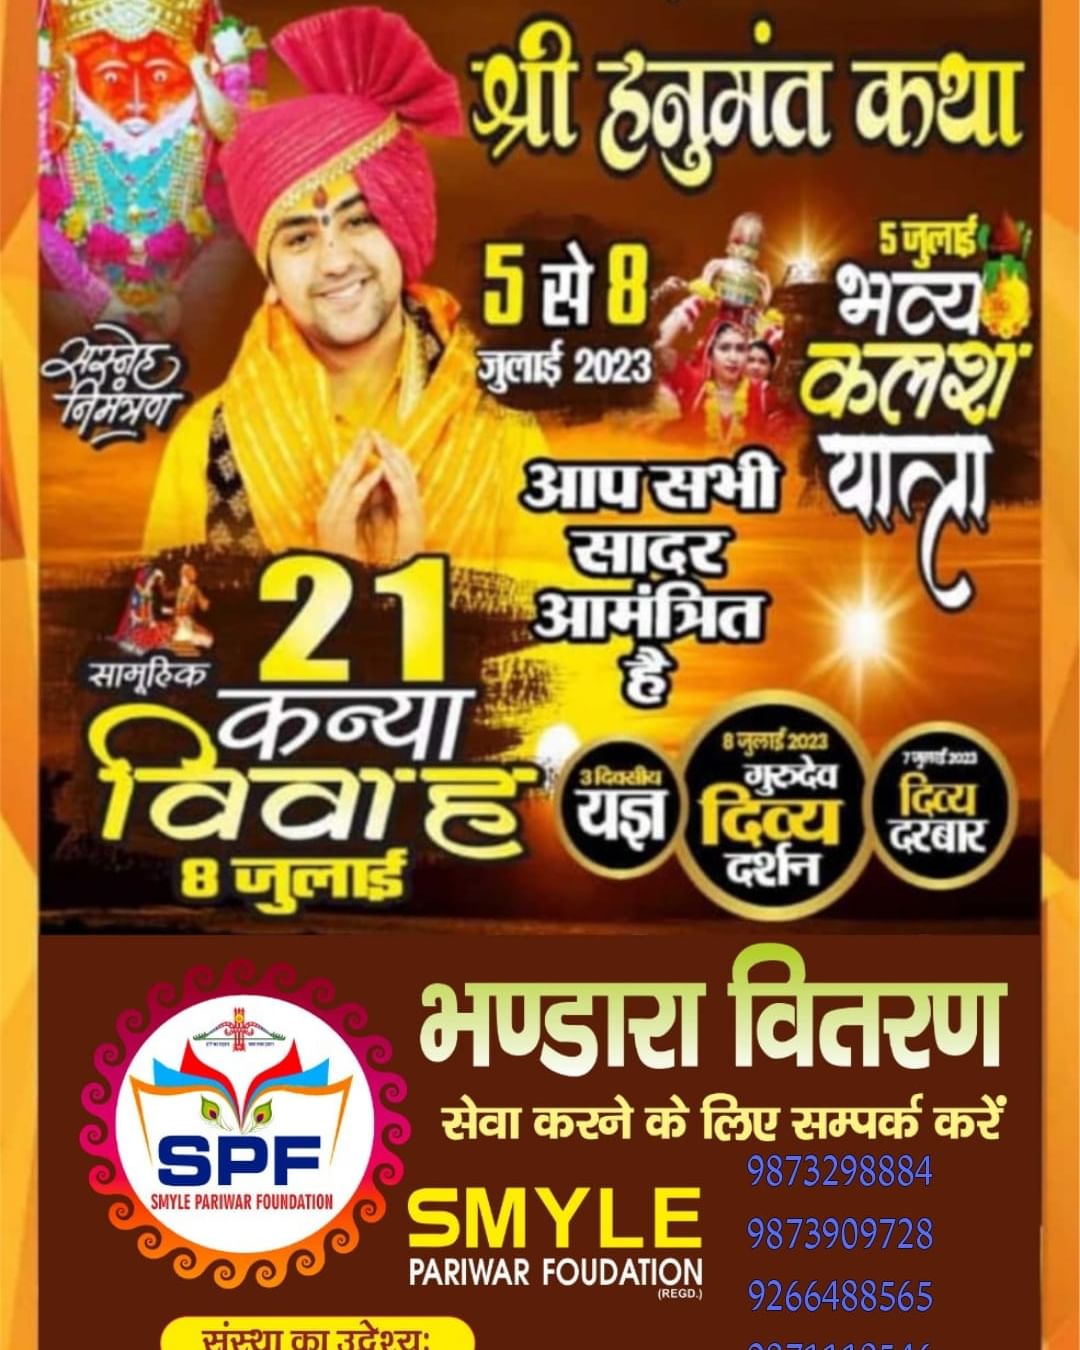 श्री हनुमंत कथा
5 से 8
जुलाई 2023
5 जुलाई
भव्य
कलश
यात्रा
सस्नेह
निमंत्रण
आप सभी
सादर
आमंत्रित
है
21
सामूहिक
कन्या
विवाह
8 जुलाई
3 दिवसीय
यज्ञ
8 जुलाई 2023
गुरुदेव
दिव्य
दर्शन
7 जुलाई 2023
दिव्य
दरबार
भण्डारा वितरण
सेवा करने के लिए सम्पर्क करें
9873298884
9873909728
9266488565
SPF
SMYLE PARIWAR FOUNDATION
SMYLE
PARIWAR FOUDATION
(REGD.)
संस्था का उद्देश्य: